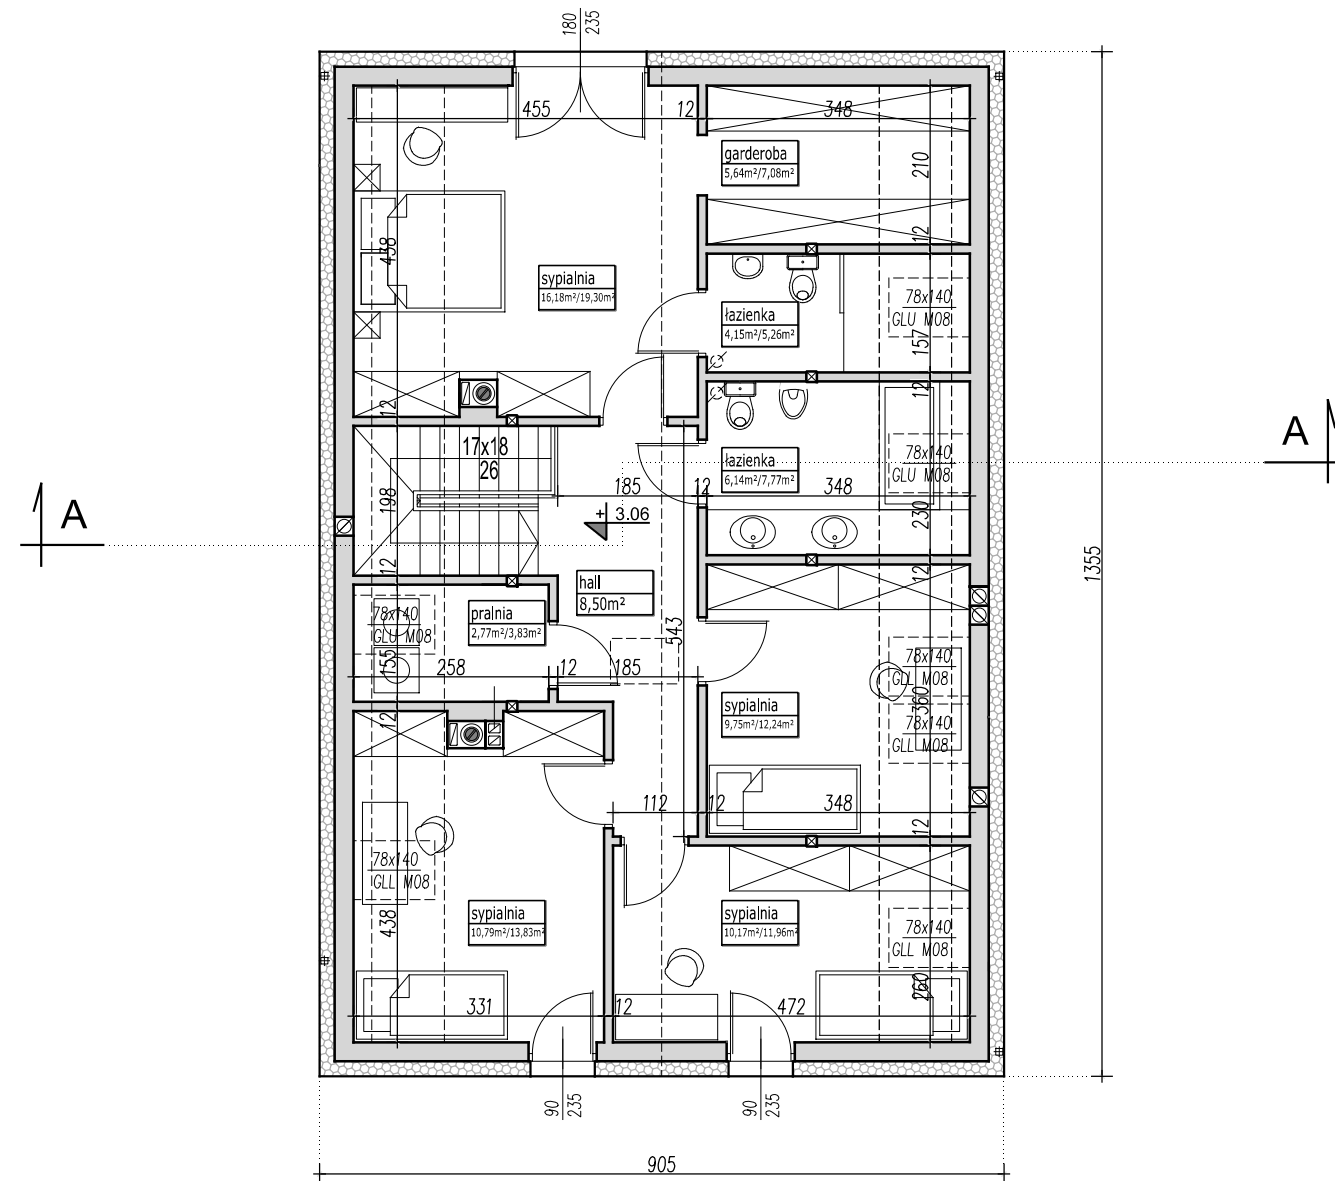 180
235
455
12
348
garderoba
5,64m²/7,08m²
210
12
438
sypialnia
16,18m²/19,30m²
łazienka
4,15m²/5,26m²
78x140
GLU M08
157
12
12
17x18
26
łazienka
6,14m²/7,77m²
78x140
GLU M08
A
A
198
185
12
348
230
+ 3.06
12
12
1355
hall
8,50m²
pralnia
2,77m²/3,83m²
78x140
GLU M08
155
258
12
185
543
78x140
GLL M08
360
78x140
GLL M08
sypialnia
9,75m²/12,24m²
12
112
12
348
12
78x140
GLL M08
438
sypialnia
10,79m²/13,83m²
sypialnia
10,17m²/11,96m²
78x140
GLL M08
260
331
12
472
90
235
90
235
905